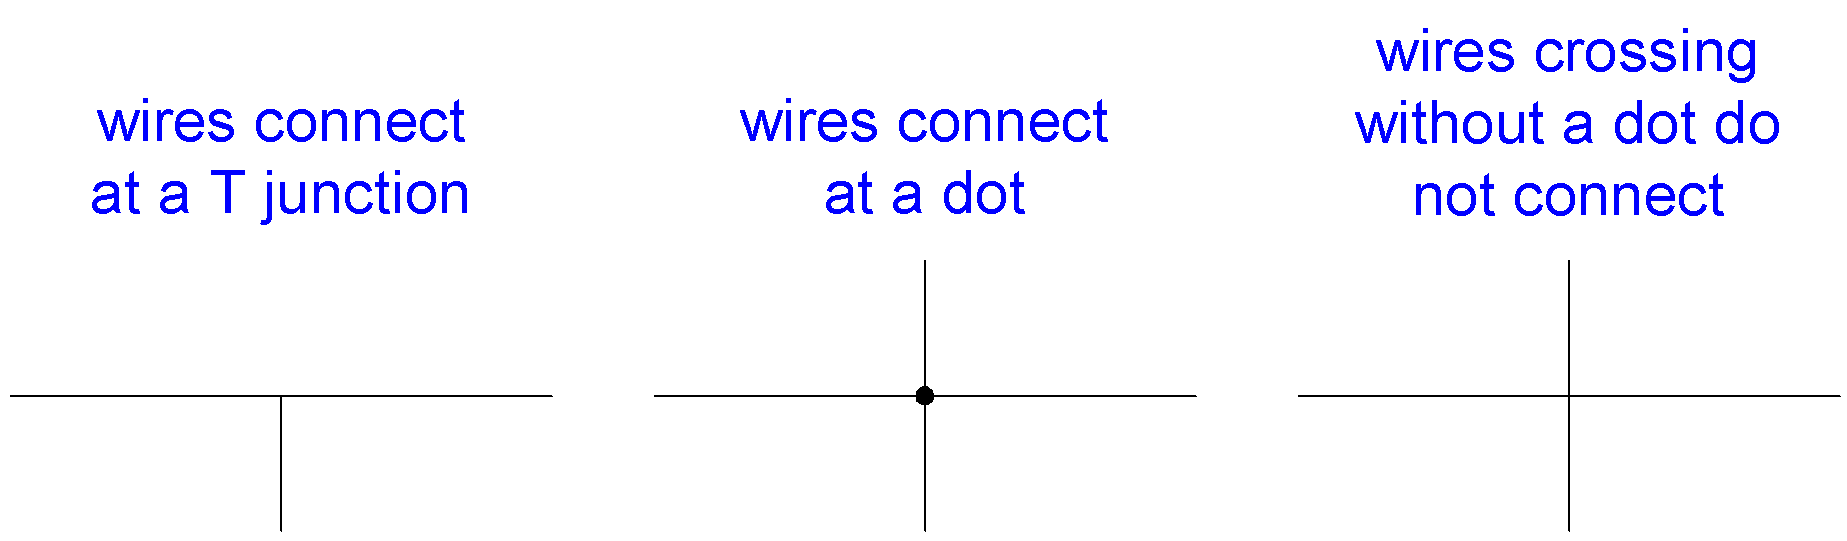 wires connect
at a T junction
wires connect
at a dot
wires crossing
without a dot do
not connect